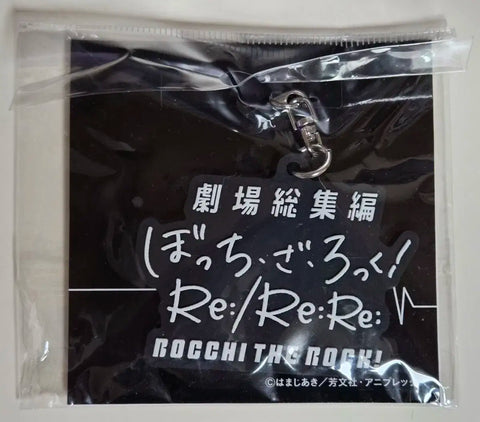 劇場総集編
ぼっち・ざ・ろっく!
Re:/Re:Re:
BOCCHI THE ROCK!
©はまじあき/芳文社・アニプレックス